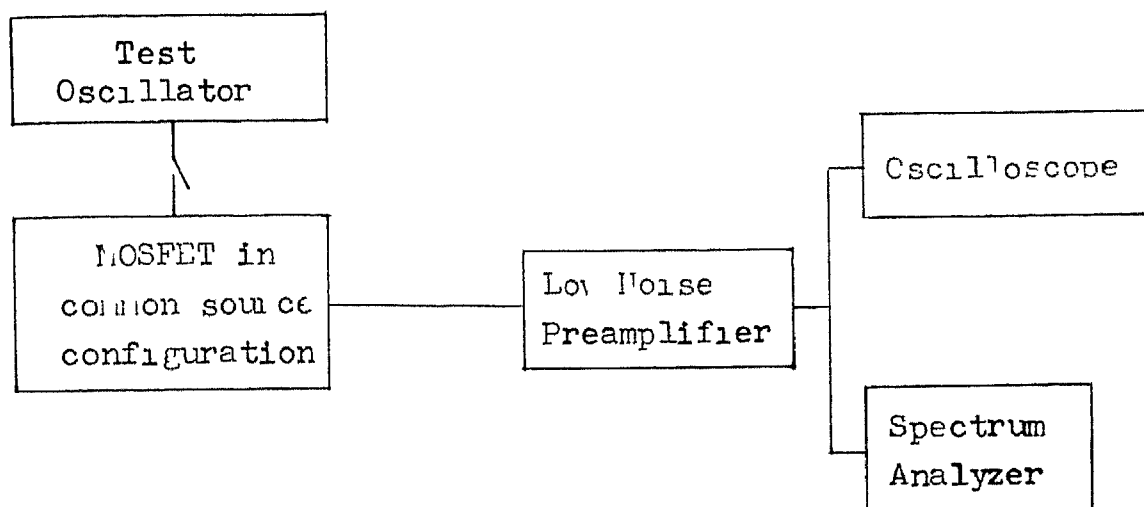 Test
Oscillator
MOSFET in
common source
configuration
Low Noise
Preamplifier
Oscilloscope
Spectrum
Analyzer